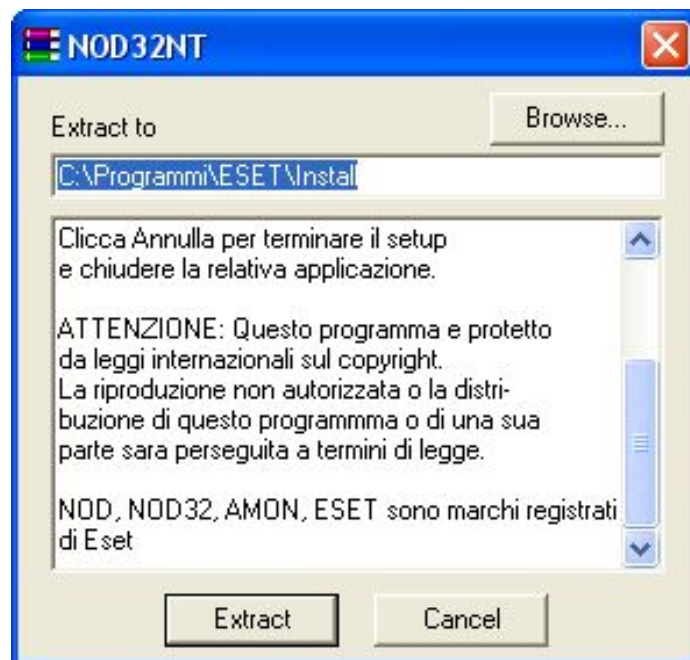 NOD32NT
Extract to
Browse...
C:\Programmi\ESET\Install
Clicca Annulla per terminare il setup
e chiudere la relativa applicazione.
ATTENZIONE: Questo programma e protetto
da leggi internazionali sul copyright.
La riproduzione non autorizzata o la distri-
buzione di questo programmma o di una sua
parte sara perseguita a termini di legge.
NOD, NOD32, AMON, ESET sono marchi registrati
di Eset
Extract
Cancel